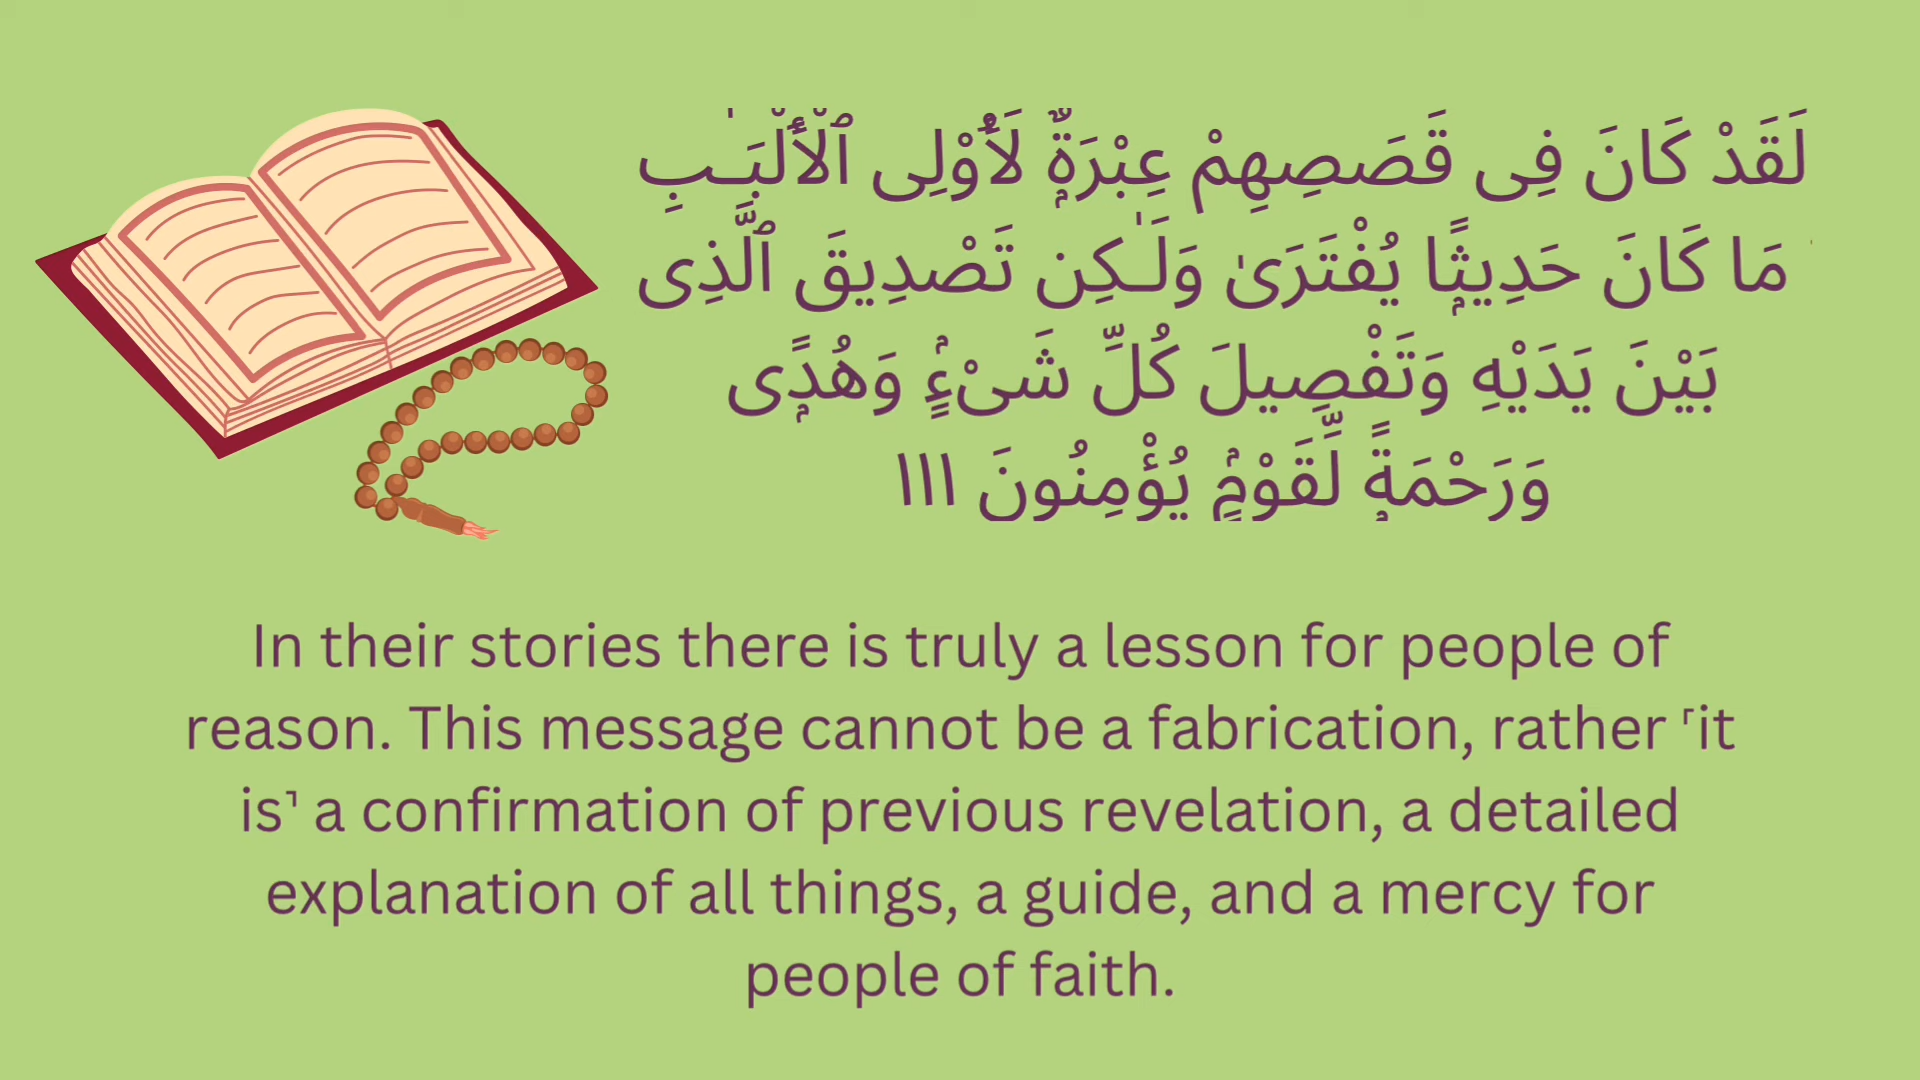 لَقَدْ كَانَ فِى قَصَصِهِمْ عِبْرَةٌۭ لِّأُو۟لِى ٱلْأَلْبَـٰبِ
مَا كَانَ حَدِيثًۭا يُفْتَرَىٰ وَلَـٰكِن تَصْدِيقَ ٱلَّذِى
بَيْنَ يَدَيْهِ وَتَفْصِيلَ كُلِّ شَىْءٍۢ وَهُدًۭى
وَرَحْمَةًۭ لِّقَوْمٍۢ يُؤْمِنُونَ ١١١
In their stories there is truly a lesson for people of
reason. This message cannot be a fabrication, rather ˹it
is˺ a confirmation of previous revelation, a detailed
explanation of all things, a guide, and a mercy for
people of faith.